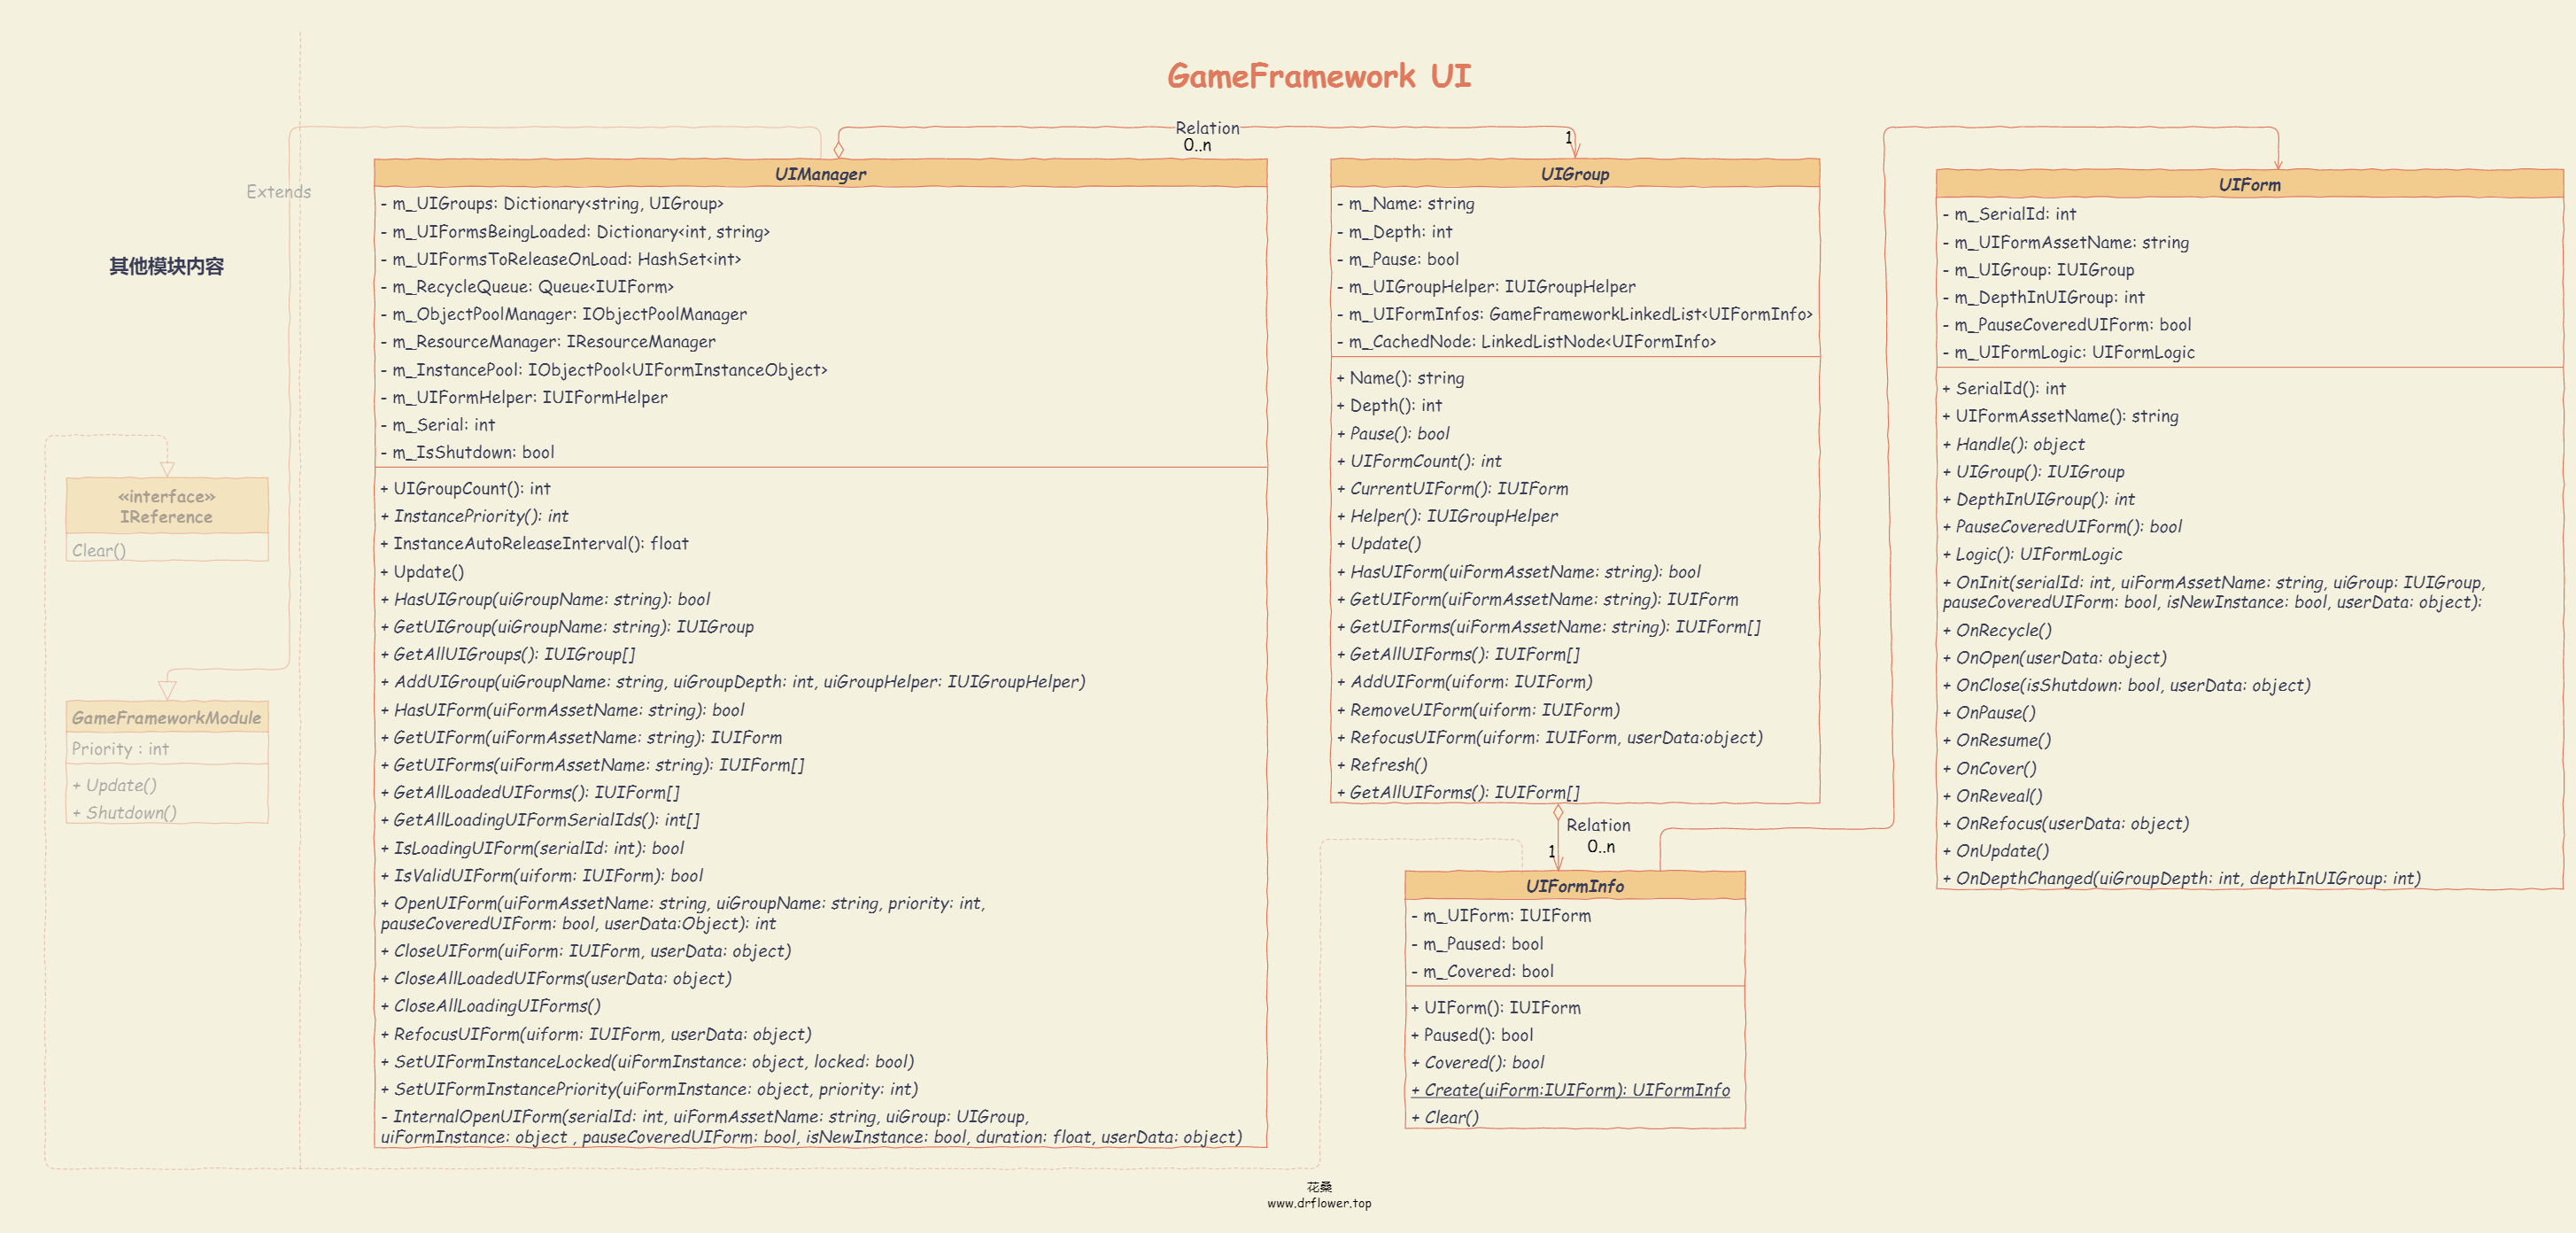 GameFramework UI
Relation
0..n
1
Extends
其他模块内容
«interface»
IReference
Clear()
GameFrameworkModule
Priority : int
+ Update()
+ Shutdown()
UIManager
- m_UIGroups: Dictionary<string, UIGroup>
- m_UIFormsBeingLoaded: Dictionary<int, string>
- m_UIFormsToReleaseOnLoad: HashSet<int>
- m_RecycleQueue: Queue<IUIForm>
- m_ObjectPoolManager: IObjectPoolManager
- m_ResourceManager: IResourceManager
- m_InstancePool: IObjectPool<UIFormInstanceObject>
- m_UIFormHelper: IUIFormHelper
- m_Serial: int
- m_IsShutdown: bool
+ UIGroupCount(): int
+ InstancePriority(): int
+ InstanceAutoReleaseInterval(): float
+ Update()
+ HasUIGroup(uiGroupName: string): bool
+ GetUIGroup(uiGroupName: string): IUIGroup
+ GetAllUIGroups(): IUIGroup[]
+ AddUIGroup(uiGroupName: string, uiGroupDepth: int, uiGroupHelper: IUIGroupHelper)
+ HasUIForm(uiFormAssetName: string): bool
+ GetUIForm(uiFormAssetName: string): IUIForm
+ GetUIForms(uiFormAssetName: string): IUIForm[]
+ GetAllLoadedUIForms(): IUIForm[]
+ GetAllLoadingUIFormSerialIds(): int[]
+ IsLoadingUIForm(serialId: int): bool
+ IsValidUIForm(uiform: IUIForm): bool
+ OpenUIForm(uiFormAssetName: string, uiGroupName: string, priority: int,
pauseCoveredUIForm: bool, userData:Object): int
+ CloseUIForm(uiForm: IUIForm, userData: object)
+ CloseAllLoadedUIForms(userData: object)
+ CloseAllLoadingUIForms()
+ RefocusUIForm(uiform: IUIForm, userData: object)
+ SetUIFormInstanceLocked(uiFormInstance: object, locked: bool)
+ SetUIFormInstancePriority(uiFormInstance: object, priority: int)
- InternalOpenUIForm(serialId: int, uiFormAssetName: string, uiGroup: UIGroup,
uiFormInstance: object , pauseCoveredUIForm: bool, isNewInstance: bool, duration: float, userData: object)
UIGroup
- m_Name: string
- m_Depth: int
- m_Pause: bool
- m_UIGroupHelper: IUIGroupHelper
- m_UIFormInfos: GameFrameworkLinkedList<UIFormInfo>
- m_CachedNode: LinkedListNode<UIFormInfo>
+ Name(): string
+ Depth(): int
+ Pause(): bool
+ UIFormCount(): int
+ CurrentUIForm(): IUIForm
+ Helper(): IUIGroupHelper
+ Update()
+ HasUIForm(uiFormAssetName: string): bool
+ GetUIForm(uiFormAssetName: string): IUIForm
+ GetUIForms(uiFormAssetName: string): IUIForm[]
+ GetAllUIForms(): IUIForm[]
+ AddUIForm(uiform: IUIForm)
+ RemoveUIForm(uiform: IUIForm)
+ RefocusUIForm(uiform: IUIForm, userData:object)
+ Refresh()
+ GetAllUIForms(): IUIForm[]
Relation
0..n
1
UIFormInfo
- m_UIForm: IUIForm
- m_Paused: bool
- m_Covered: bool
+ UIForm(): IUIForm
+ Paused(): bool
+ Covered(): bool
+ Create(uiForm:IUIForm): UIFormInfo
+ Clear()
UIForm
- m_SerialId: int
- m_UIFormAssetName: string
- m_UIGroup: IUIGroup
- m_DepthInUIGroup: int
- m_PauseCoveredUIForm: bool
- m_UIFormLogic: UIFormLogic
+ SerialId(): int
+ UIFormAssetName(): string
+ Handle(): object
+ UIGroup(): IUIGroup
+ DepthInUIGroup(): int
+ PauseCoveredUIForm(): bool
+ Logic(): UIFormLogic
+ OnInit(serialId: int, uiFormAssetName: string, uiGroup: IUIGroup,
pauseCoveredUIForm: bool, isNewInstance: bool, userData: object):
+ OnRecycle()
+ OnOpen(userData: object)
+ OnClose(isShutdown: bool, userData: object)
+ OnPause()
+ OnResume()
+ OnCover()
+ OnReveal()
+ OnRefocus(userData: object)
+ OnUpdate()
+ OnDepthChanged(uiGroupDepth: int, depthInUIGroup: int)
花桑
www.drflower.top